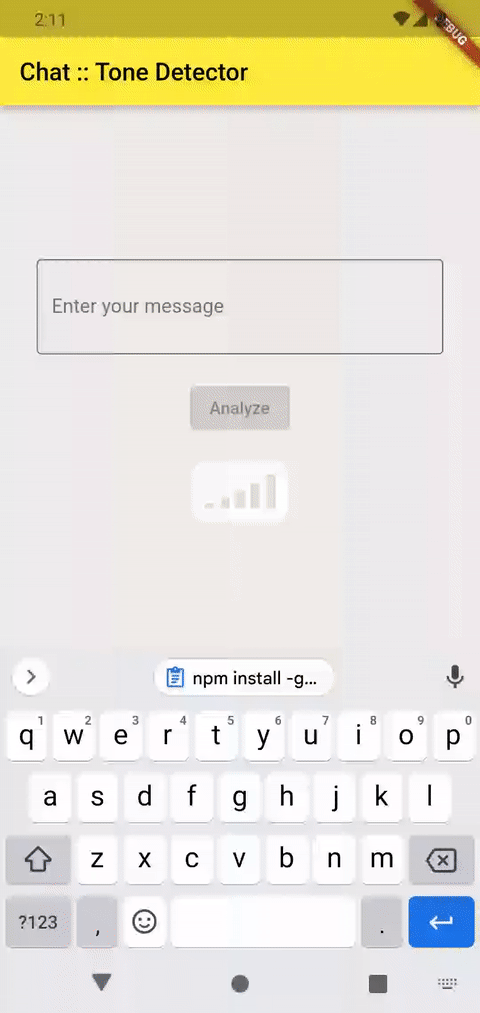 2:11
DEBUG
Chat :: Tone Detector
Enter your message
Analyze
npm install -g...
q1 w2 e3 r4 t5 y6 u7 i8 o9 p0
a s d f g h j k l
z x c v b n m
?123 , .